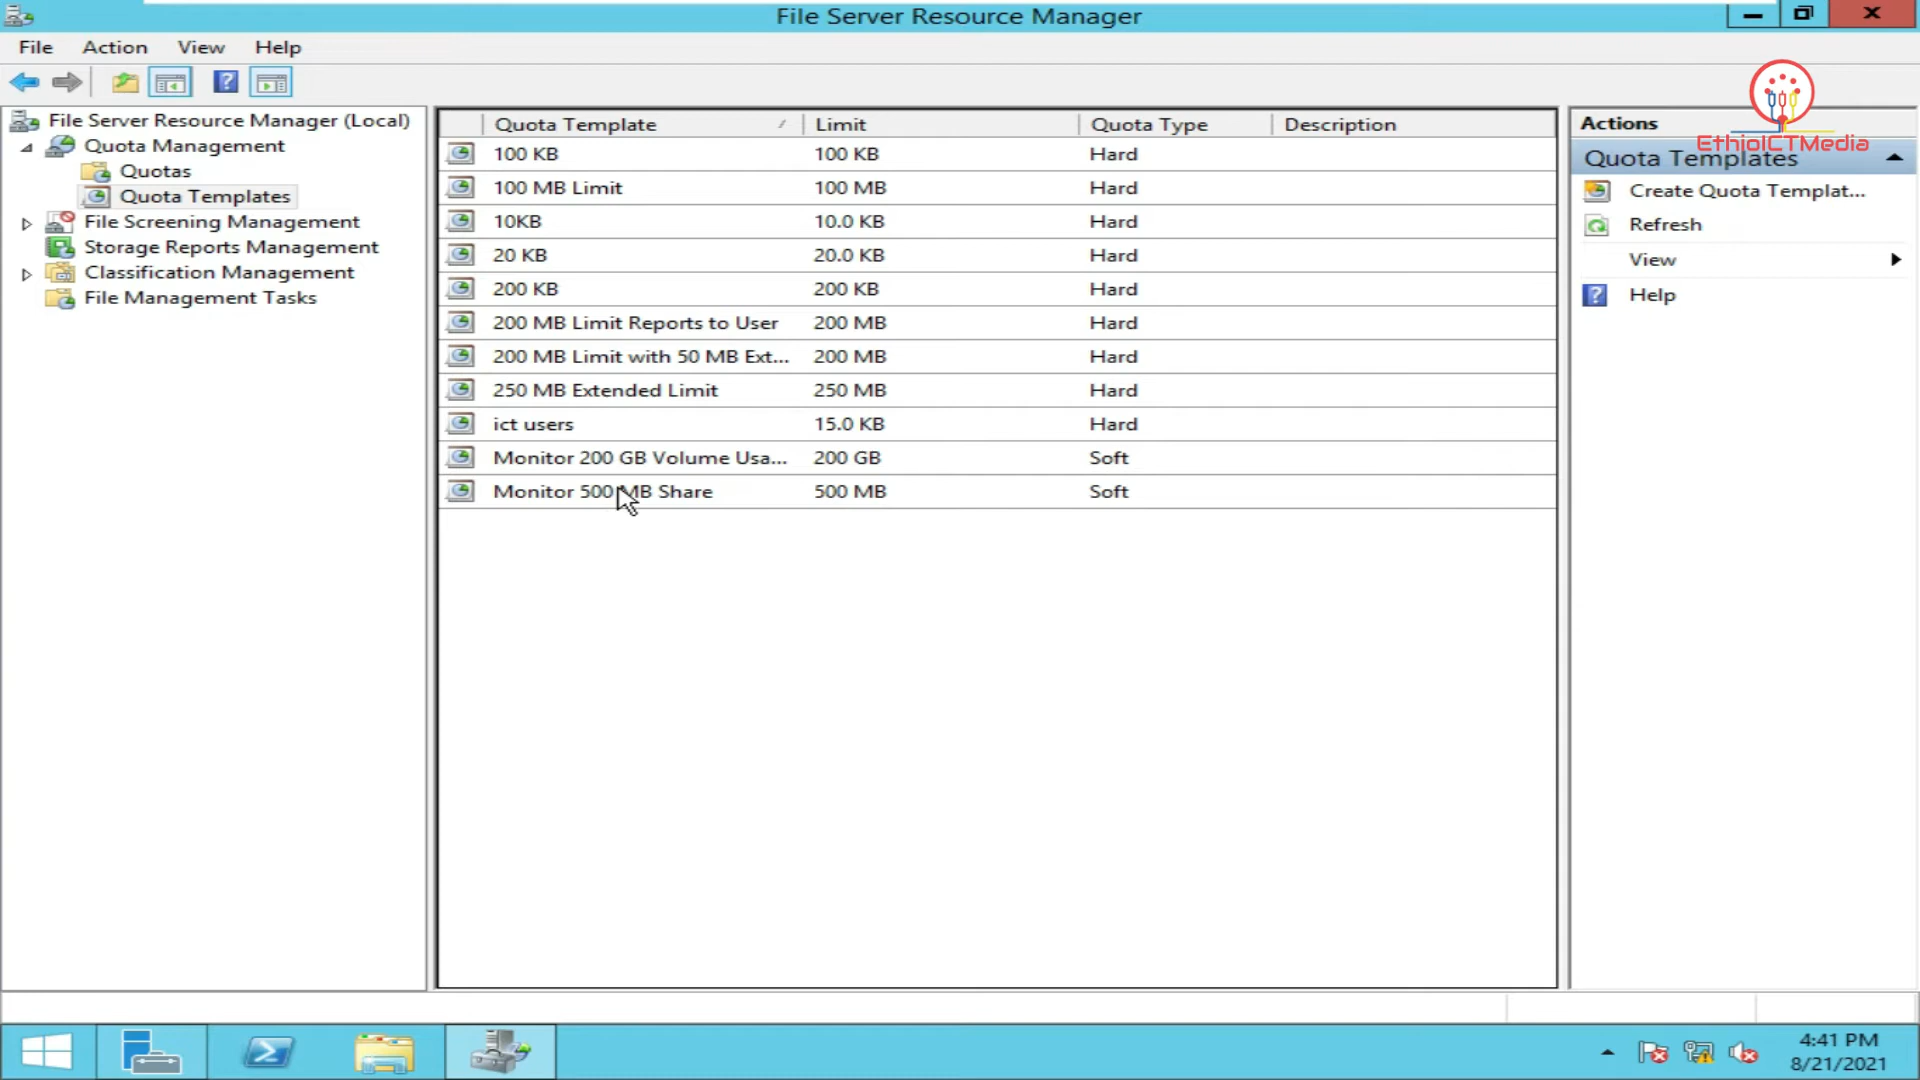 File Server Resource Manager
File Action View Help
File Server Resource Manager (Local)
Quota Management
Quotas
Quota Templates
File Screening Management
Storage Reports Management
Classification Management
File Management Tasks
Quota Template Limit Quota Type Description
100 KB 100 KB Hard
100 MB Limit 100 MB Hard
10KB 10.0 KB Hard
20 KB 20.0 KB Hard
200 KB 200 KB Hard
200 MB Limit Reports to User 200 MB Hard
200 MB Limit with 50 MB Ext... 200 MB Hard
250 MB Extended Limit 250 MB Hard
ict users 15.0 KB Hard
Monitor 200 GB Volume Usa... 200 GB Soft
Monitor 500 MB Share 500 MB Soft
Actions
EthioICTMedia
Quota Templates
Create Quota Templat...
Refresh
View
Help
4:41 PM
8/21/2021